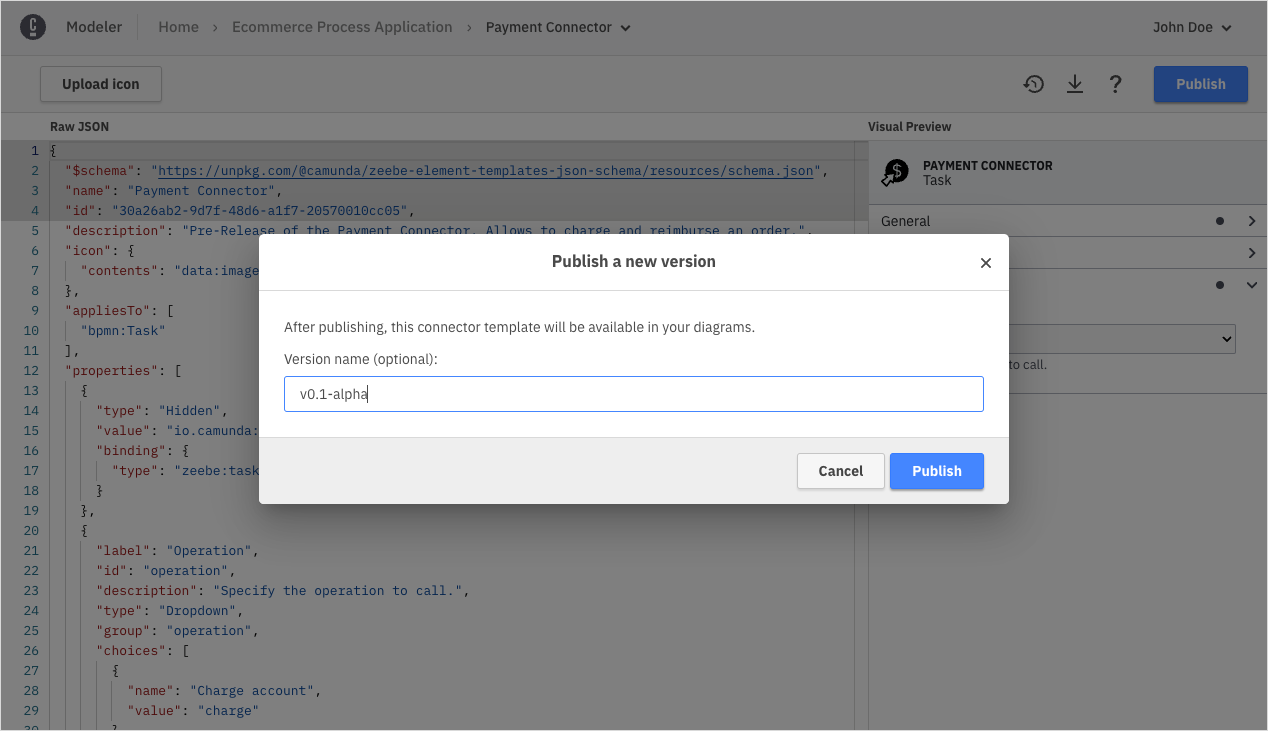 Modeler Home › Ecommerce Process Application › Payment Connector John Doe
Upload icon ? Publish
Raw JSON Visual Preview
1 {
2 "$schema": "https://unpkg.com/@camunda/zeebe-element-templates-json-schema/resources/schema.json",
3 "name": "Payment Connector",
4 "id": "30a26ab2-9d7f-48d6-a1f7-20570010cc05",
5 "description": "Pre-Release of the Payment Connector. Allows to charge and reimburse an order.",
6 "icon": {
7 "contents": "data:image
8 },
9 "appliesTo": [
10 "bpmn:Task"
11 ],
12 "properties": [
13 {
14 "type": "Hidden",
15 "value": "io.camunda:
16 "binding": {
17 "type": "zeebe:task
18 }
19 },
20 {
21 "label": "Operation",
22 "id": "operation",
23 "description": "Specify the operation to call.",
24 "type": "Dropdown",
25 "group": "operation",
26 "choices": [
27 {
28 "name": "Charge account",
29 "value": "charge"
30
PAYMENT CONNECTOR
Task
General
to call.
Publish a new version
After publishing, this connector template will be available in your diagrams.
Version name (optional):
v0.1-alpha
Cancel Publish